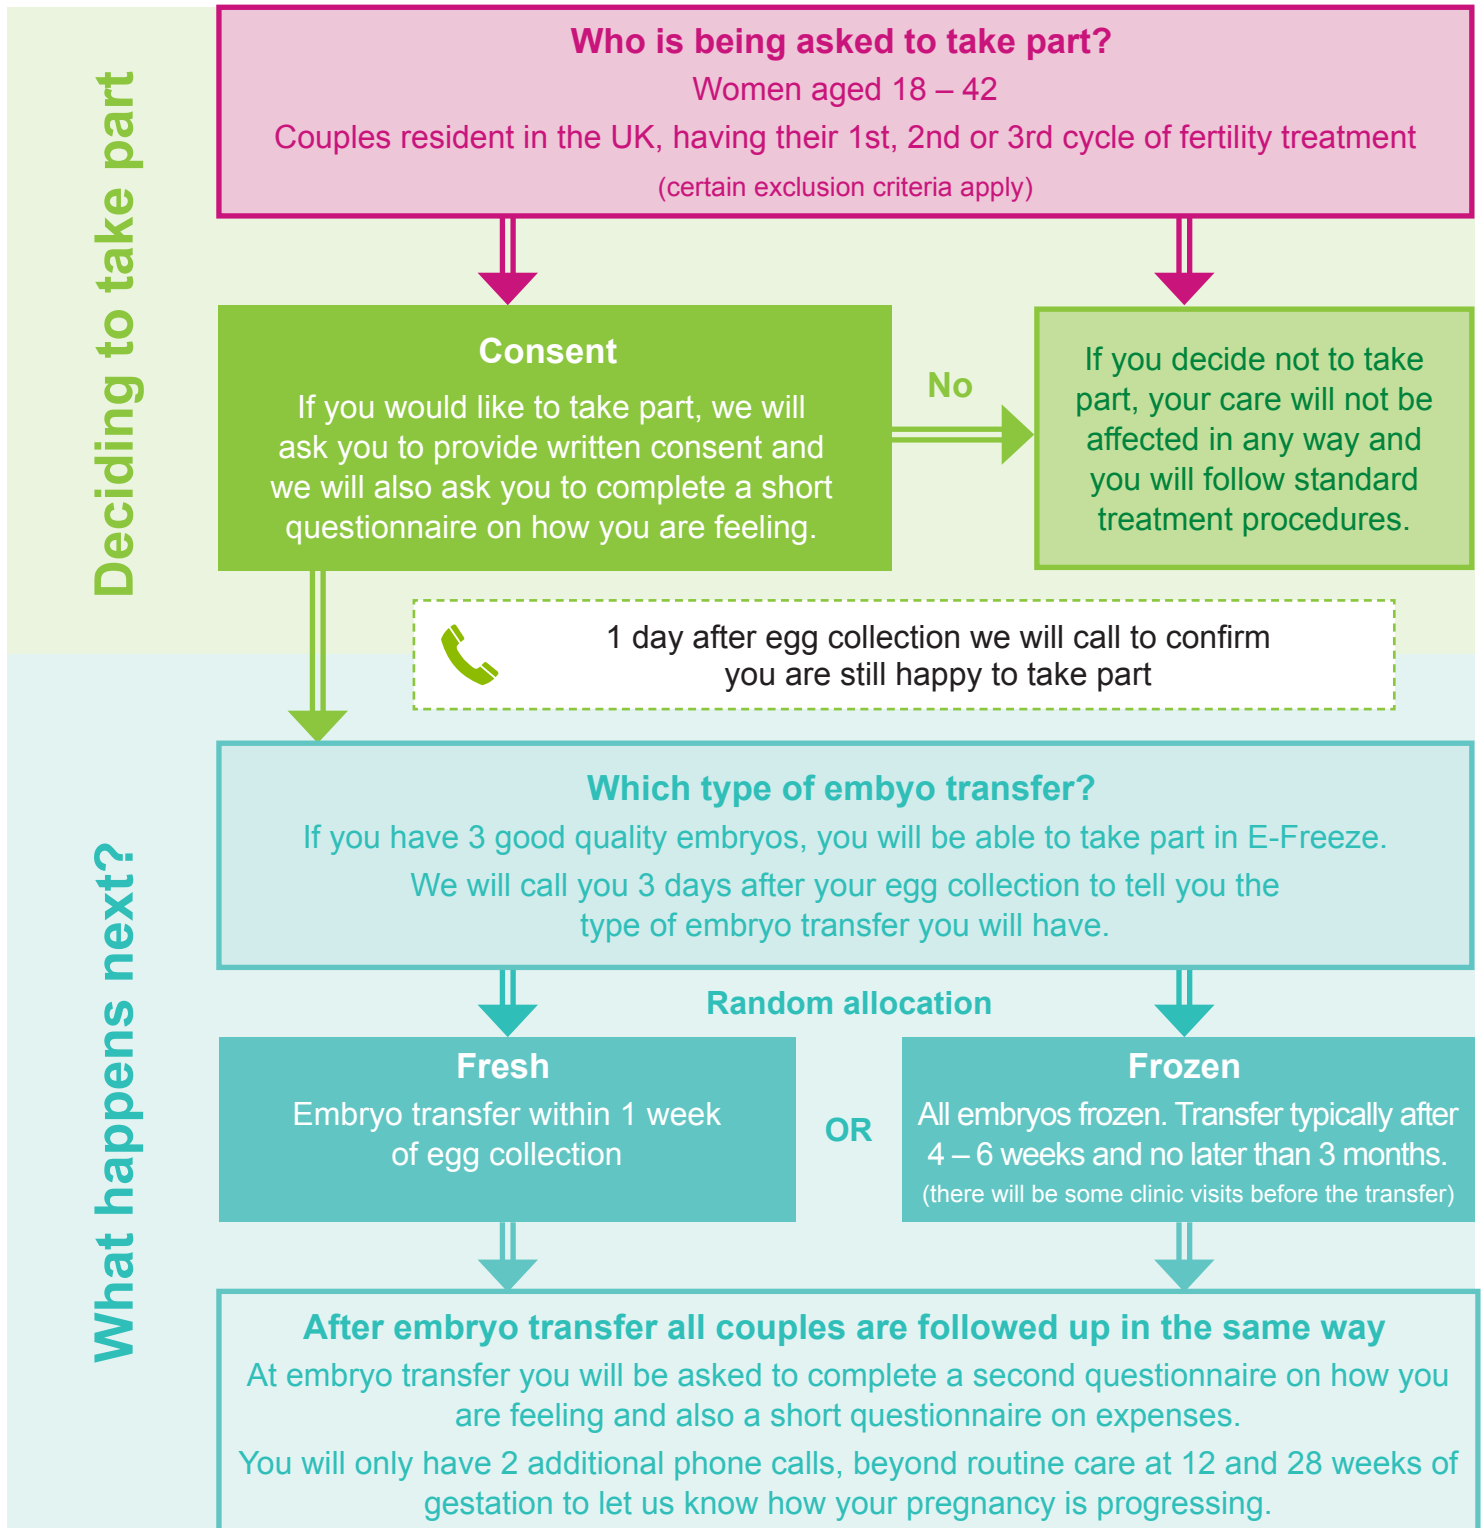 Deciding to take part
Who is being asked to take part?
Women aged 18 – 42
Couples resident in the UK, having their 1st, 2nd or 3rd cycle of fertility treatment
(certain exclusion criteria apply)
Consent
If you would like to take part, we will
ask you to provide written consent and
we will also ask you to complete a short
questionnaire on how you are feeling.
No
If you decide not to take
part, your care will not be
affected in any way and
you will follow standard
treatment procedures.
1 day after egg collection we will call to confirm
you are still happy to take part
What happens next?
Which type of embyo transfer?
If you have 3 good quality embryos, you will be able to take part in E-Freeze.
We will call you 3 days after your egg collection to tell you the
type of embryo transfer you will have.
Random allocation
Fresh
Embryo transfer within 1 week
of egg collection
OR
Frozen
All embryos frozen. Transfer typically after
4 – 6 weeks and no later than 3 months.
(there will be some clinic visits before the transfer)
After embryo transfer all couples are followed up in the same way
At embryo transfer you will be asked to complete a second questionnaire on how you
are feeling and also a short questionnaire on expenses.
You will only have 2 additional phone calls, beyond routine care at 12 and 28 weeks of
gestation to let us know how your pregnancy is progressing.